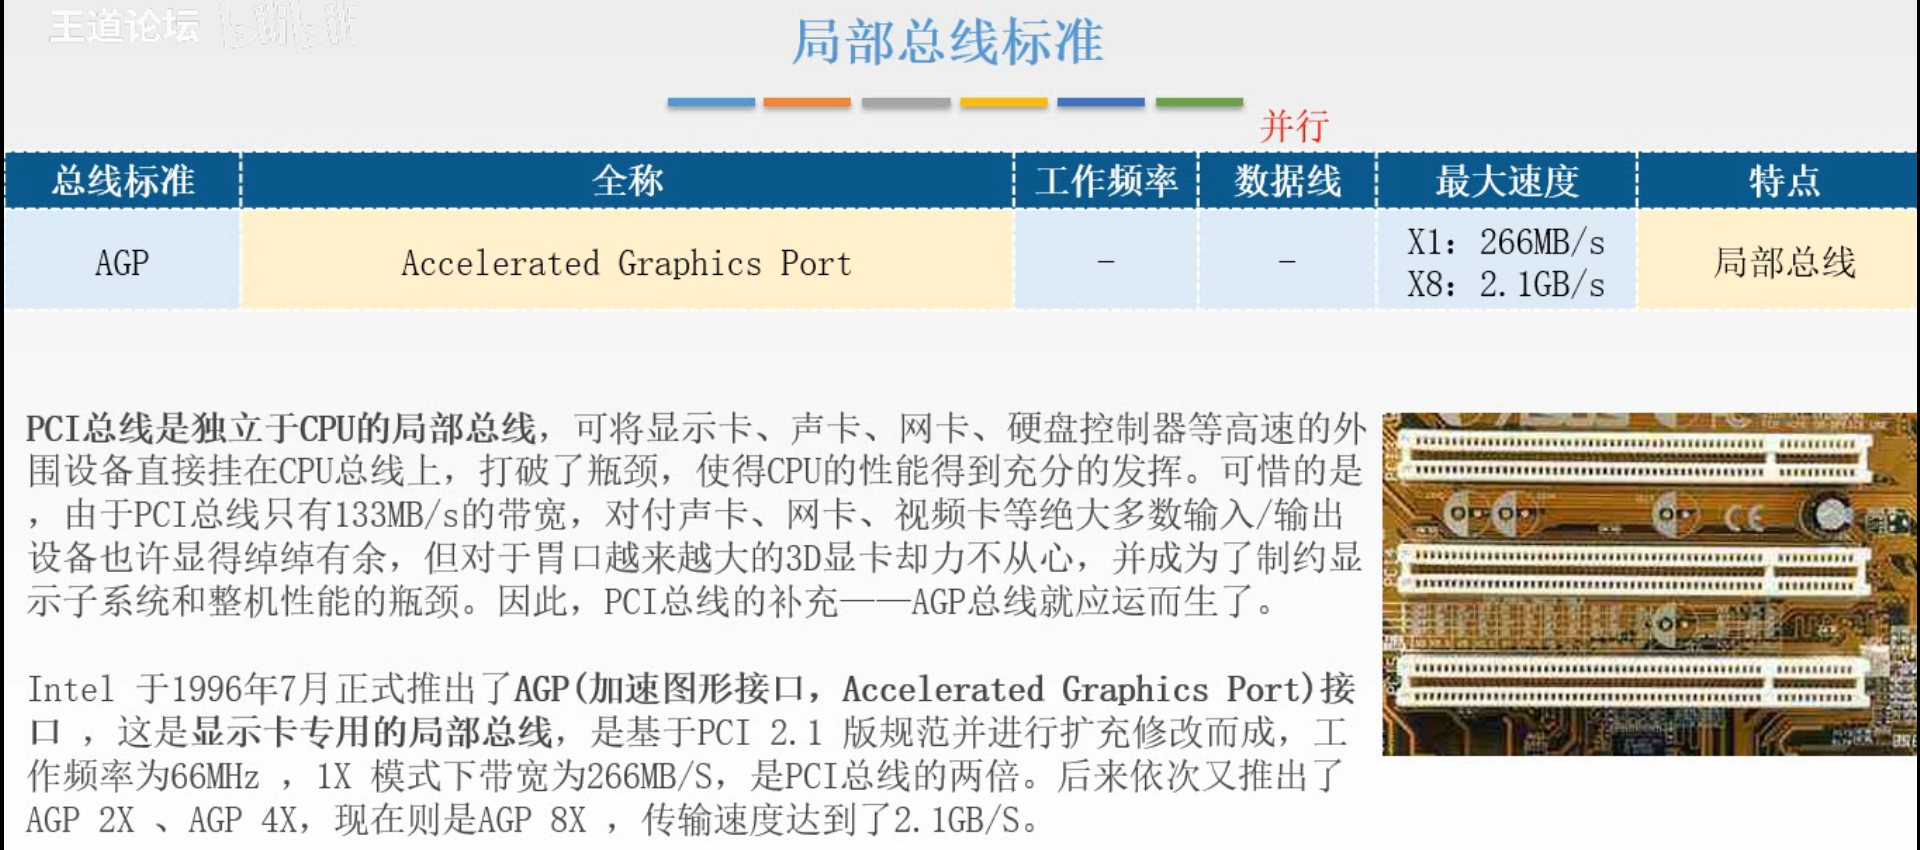 王道论坛 bilibili
局部总线标准
并行
总线标准 全称 工作频率 数据线 最大速度 特点
AGP Accelerated Graphics Port - - X1: 266MB/s 局部总线
X8: 2.1GB/s
PCI总线是独立于CPU的局部总线，可将显示卡、声卡、网卡、硬盘控制器等高速的外
围设备直接挂在CPU总线上，打破了瓶颈，使得CPU的性能得到充分的发挥。可惜的是
，由于PCI总线只有133MB/s的带宽，对付声卡、网卡、视频卡等绝大多数输入/输出
设备也许显得绰绰有余，但对于胃口越来越大的3D显卡却力不从心，并成为了制约显
示子系统和整机性能的瓶颈。因此，PCI总线的补充——AGP总线就应运而生了。
Intel 于1996年7月正式推出了AGP(加速图形接口，Accelerated Graphics Port)接
口 ，这是显示卡专用的局部总线，是基于PCI 2.1 版规范并进行扩充修改而成，工
作频率为66MHz ，1X 模式下带宽为266MB/S，是PCI总线的两倍。后来依次又推出了
AGP 2X 、AGP 4X，现在则是AGP 8X ，传输速度达到了2.1GB/S。